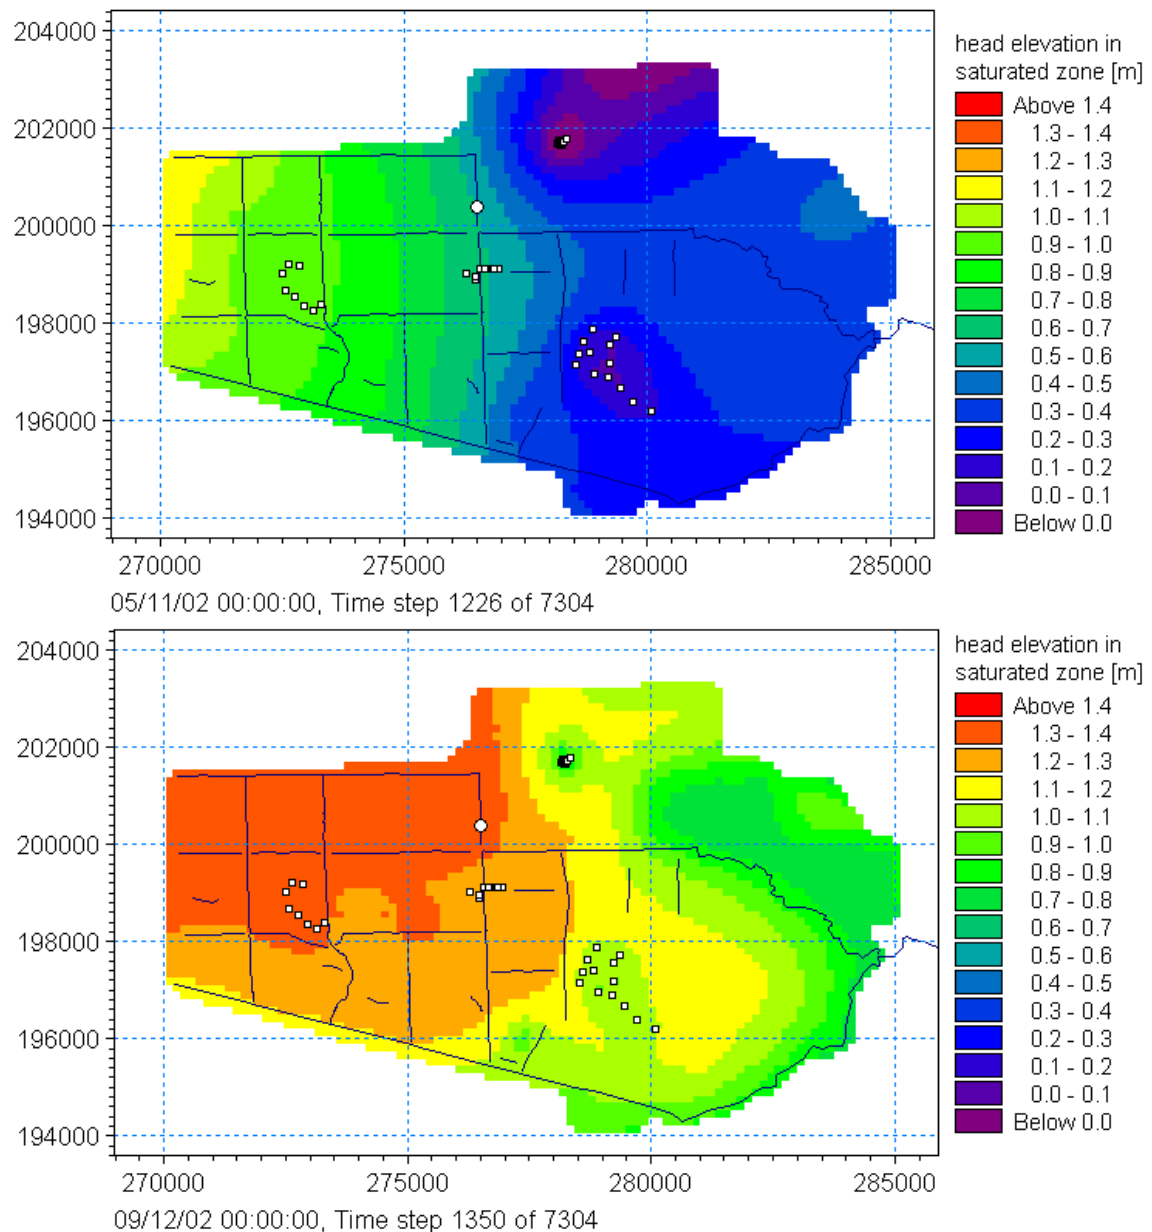 head elevation in
saturated zone [m]
Above 1.4
1.3 - 1.4
1.2 - 1.3
1.1 - 1.2
1.0 - 1.1
0.9 - 1.0
0.8 - 0.9
0.7 - 0.8
0.6 - 0.7
0.5 - 0.6
0.4 - 0.5
0.3 - 0.4
0.2 - 0.3
0.1 - 0.2
0.0 - 0.1
Below 0.0
204000
202000
200000
198000
196000
194000
270000 275000 280000 285000
05/11/02 00:00:00, Time step 1226 of 7304
head elevation in
saturated zone [m]
Above 1.4
1.3 - 1.4
1.2 - 1.3
1.1 - 1.2
1.0 - 1.1
0.9 - 1.0
0.8 - 0.9
0.7 - 0.8
0.6 - 0.7
0.5 - 0.6
0.4 - 0.5
0.3 - 0.4
0.2 - 0.3
0.1 - 0.2
0.0 - 0.1
Below 0.0
204000
202000
200000
198000
196000
194000
270000 275000 280000 285000
09/12/02 00:00:00, Time step 1350 of 7304